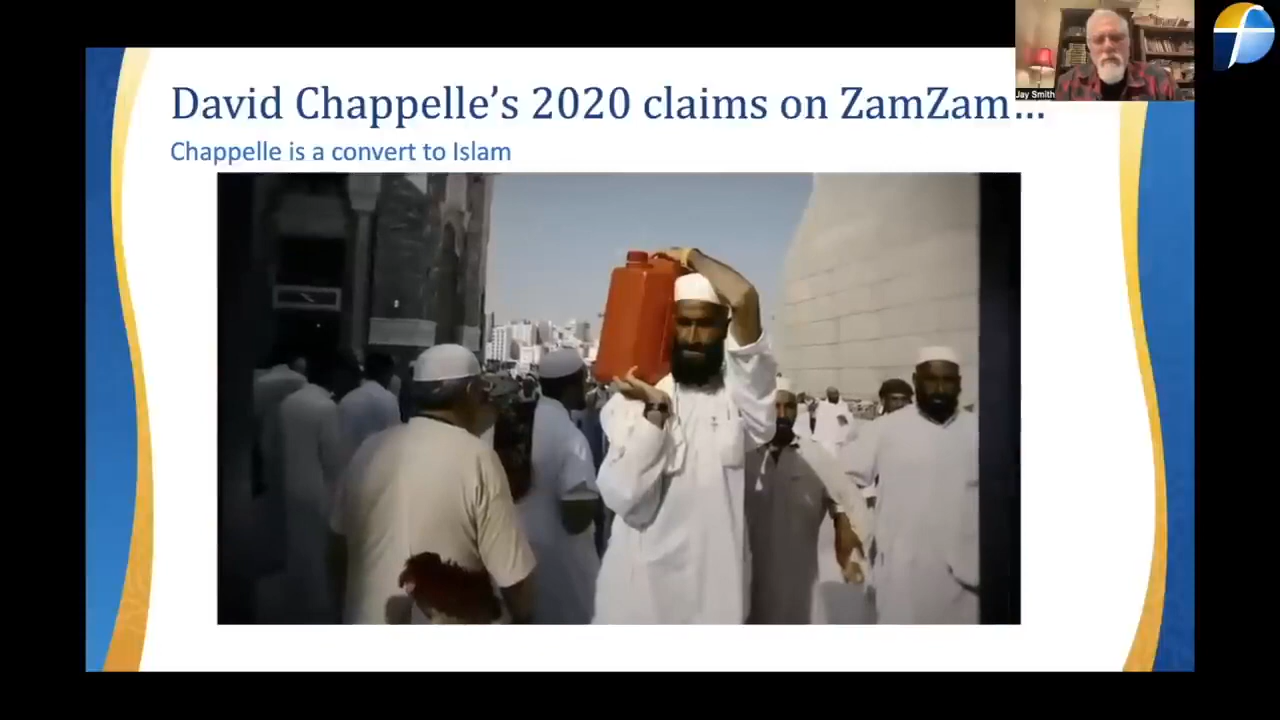 David Chappelle's 2020 claims on ZamZam...
Chappelle is a convert to Islam
Jay Smith